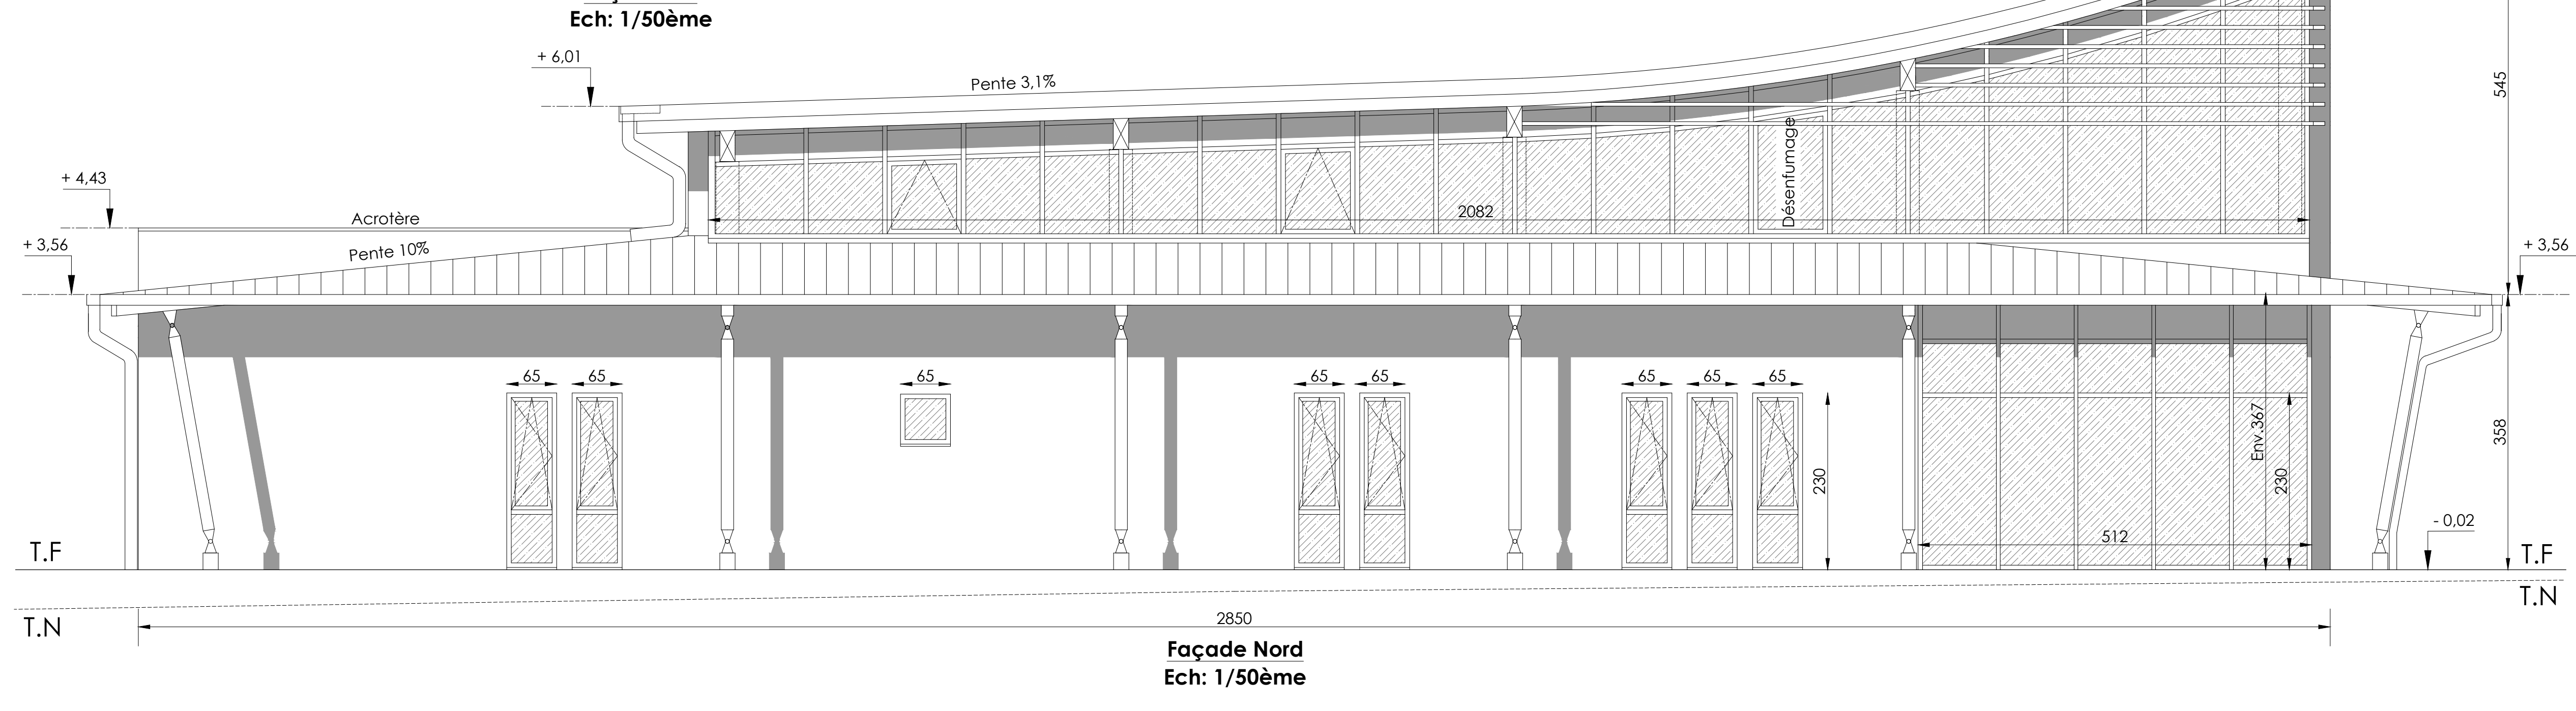 Ech: 1/50ème
+ 6,01
Pente 3,1%
545
Désenfumage
+ 4,43
Acrotère
2082
+ 3,56
Pente 10%
+ 3,56
65
65
65
65
65
65
65
65
230
Env.367
230
358
512
- 0,02
T.F
T.F
T.N
T.N
2850
Façade Nord
Ech: 1/50ème